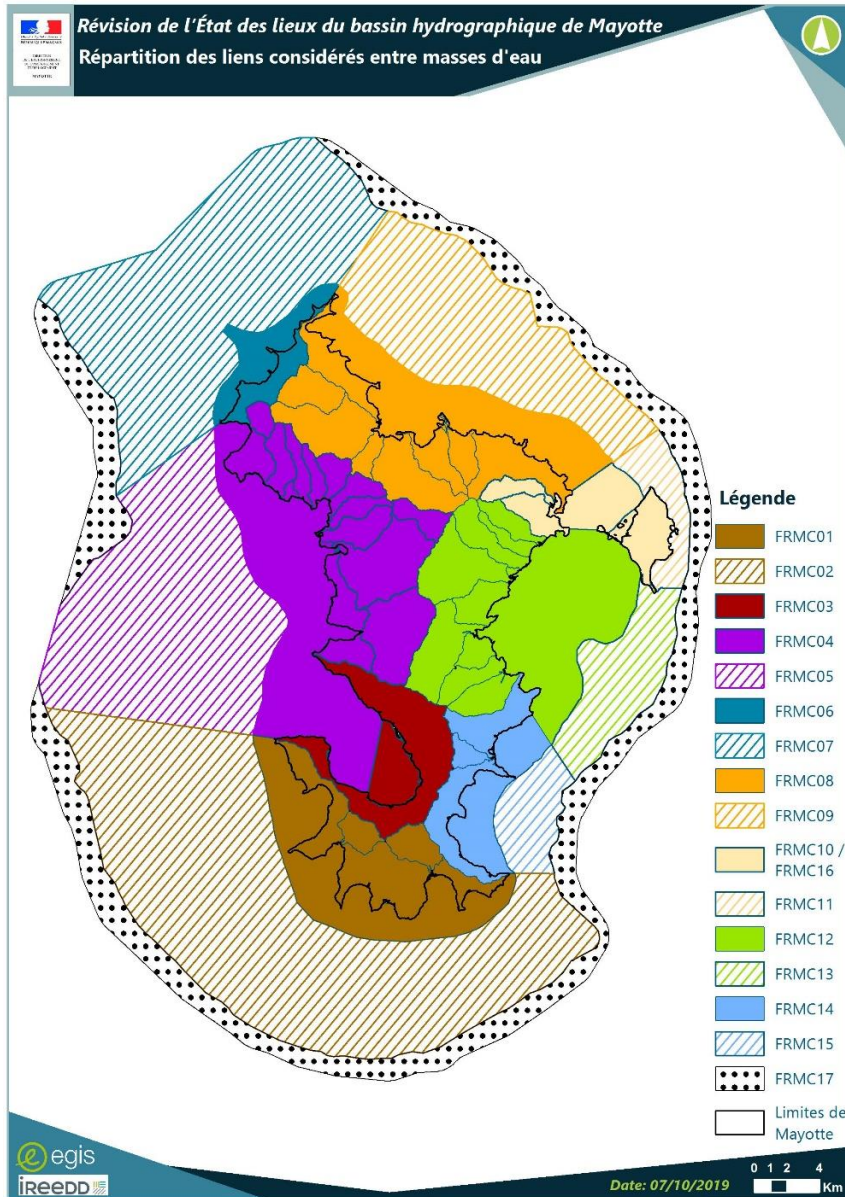 Révision de l'État des lieux du bassin hydrographique de Mayotte
Répartition des liens considérés entre masses d'eau
MAYOTTE
Légende
FRMC01
FRMC02
FRMC03
FRMC04
FRMC05
FRMC06
FRMC07
FRMC08
FRMC09
FRMC10 /
FRMC16
FRMC11
FRMC12
FRMC13
FRMC14
FRMC15
FRMC17
Limites de
Mayotte
egis
iReeDD
Date: 07/10/2019
0 1 2 4
Km